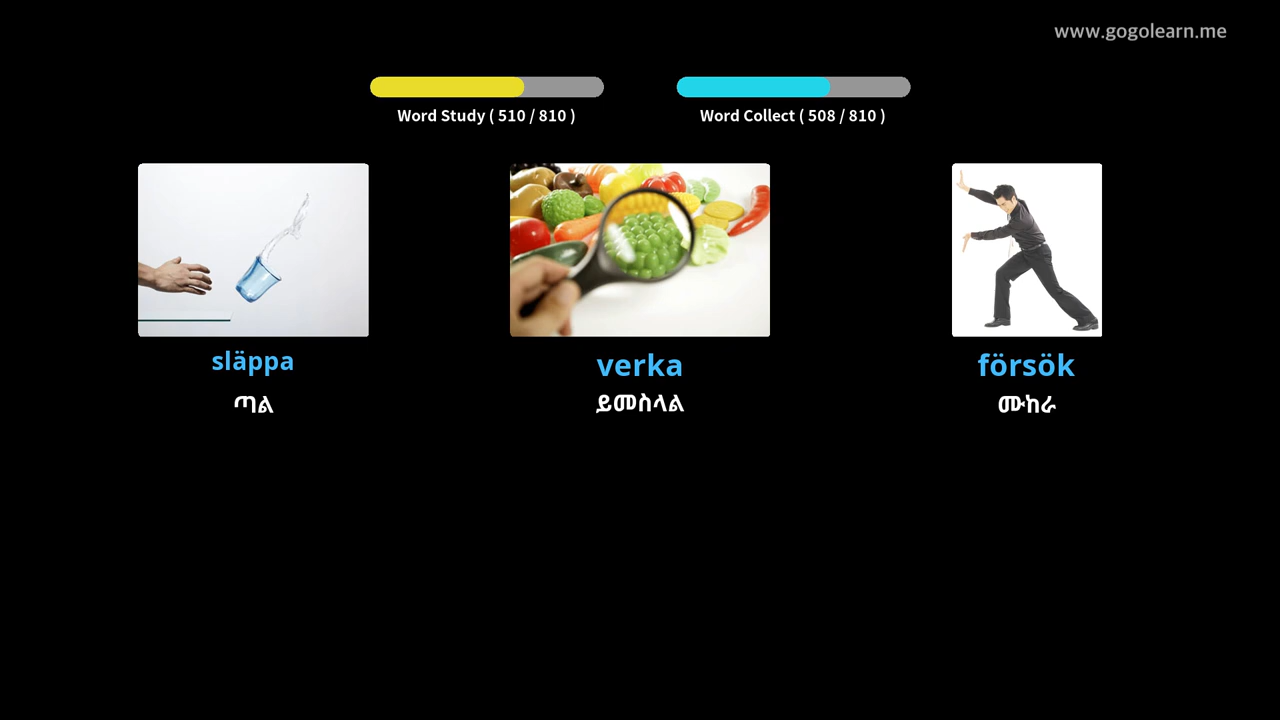 www.gogolearn.me
Word Study ( 510 / 810 )
Word Collect ( 508 / 810 )
släppa
verka
försök
ጣል
ይመስላል
ሙከራ